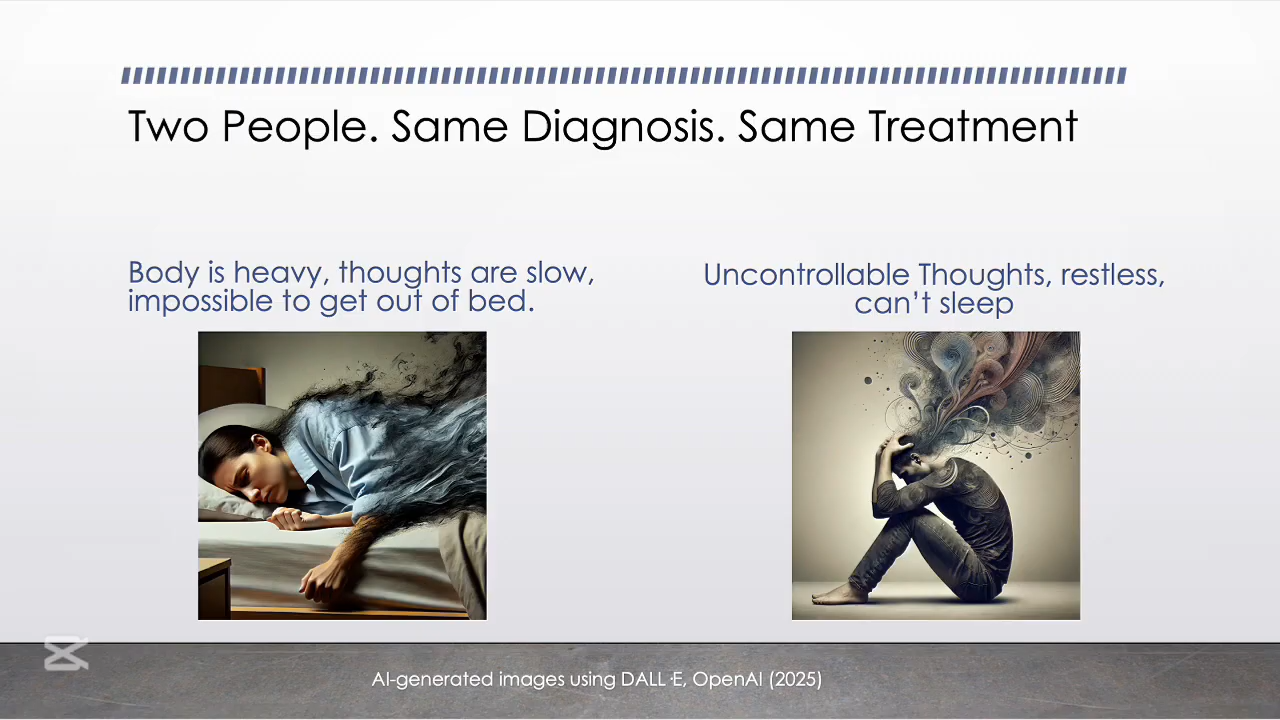 Two People. Same Diagnosis. Same Treatment
Body is heavy, thoughts are slow,
impossible to get out of bed.
Uncontrollable Thoughts, restless,
can’t sleep
AI-generated images using DALL·E, OpenAI (2025)